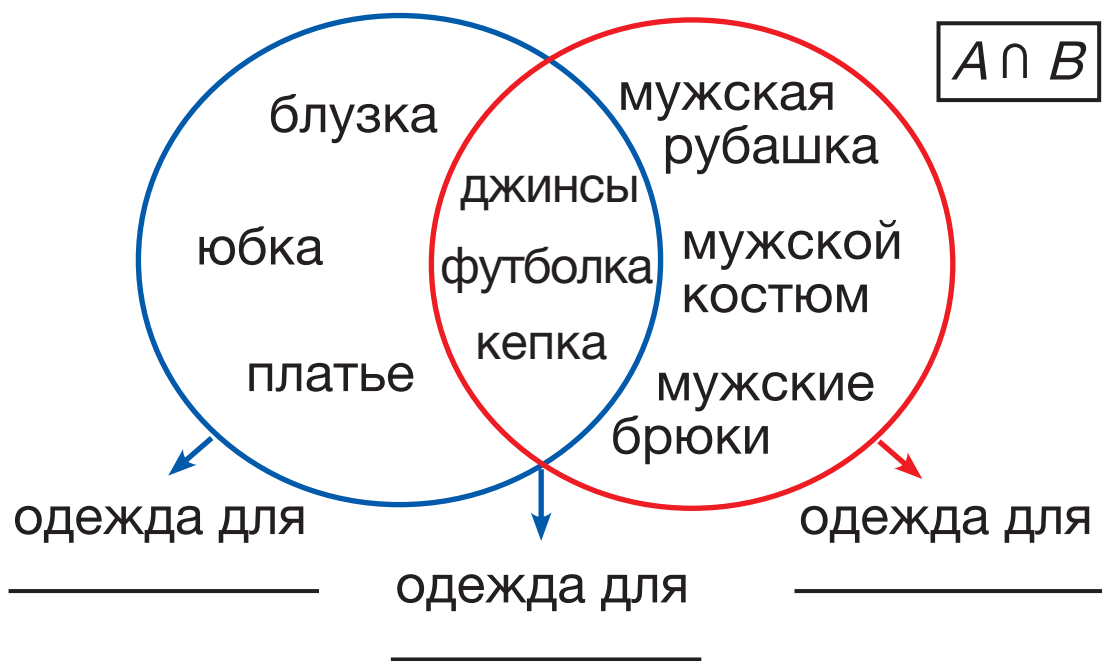 A ∩ B
блузка
юбка
платье
джинсы
футболка
кепка
мужская
рубашка
мужской
костюм
мужские
брюки
одежда для
одежда для
одежда для